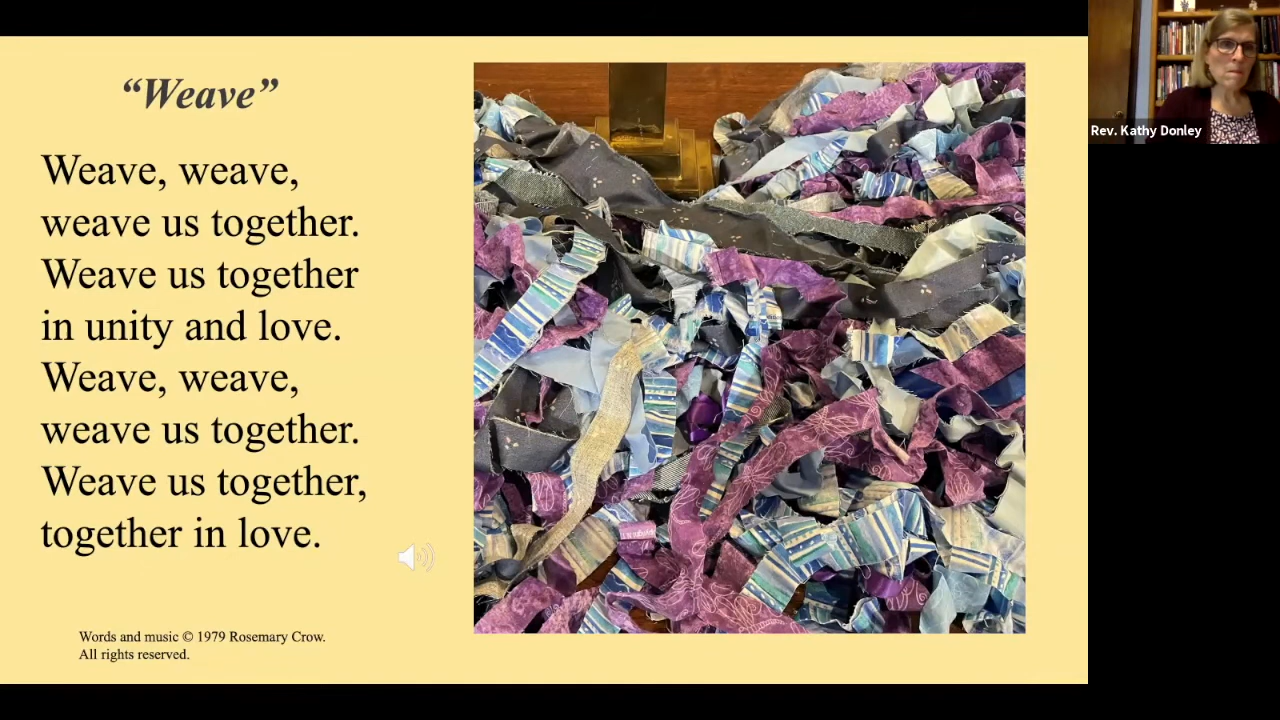 “Weave”
Weave, weave,
weave us together.
Weave us together
in unity and love.
Weave, weave,
weave us together.
Weave us together,
together in love.
Words and music © 1979 Rosemary Crow.
All rights reserved.
Rev. Kathy Donley